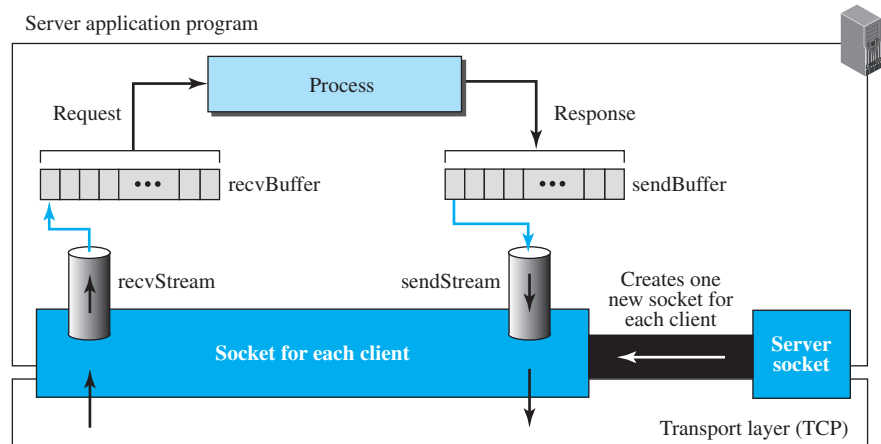 Server application program
Process
Request
Response
recvBuffer
sendBuffer
recvStream
sendStream
Creates one
new socket for
each client
Socket for each client
Server
socket
Transport layer (TCP)